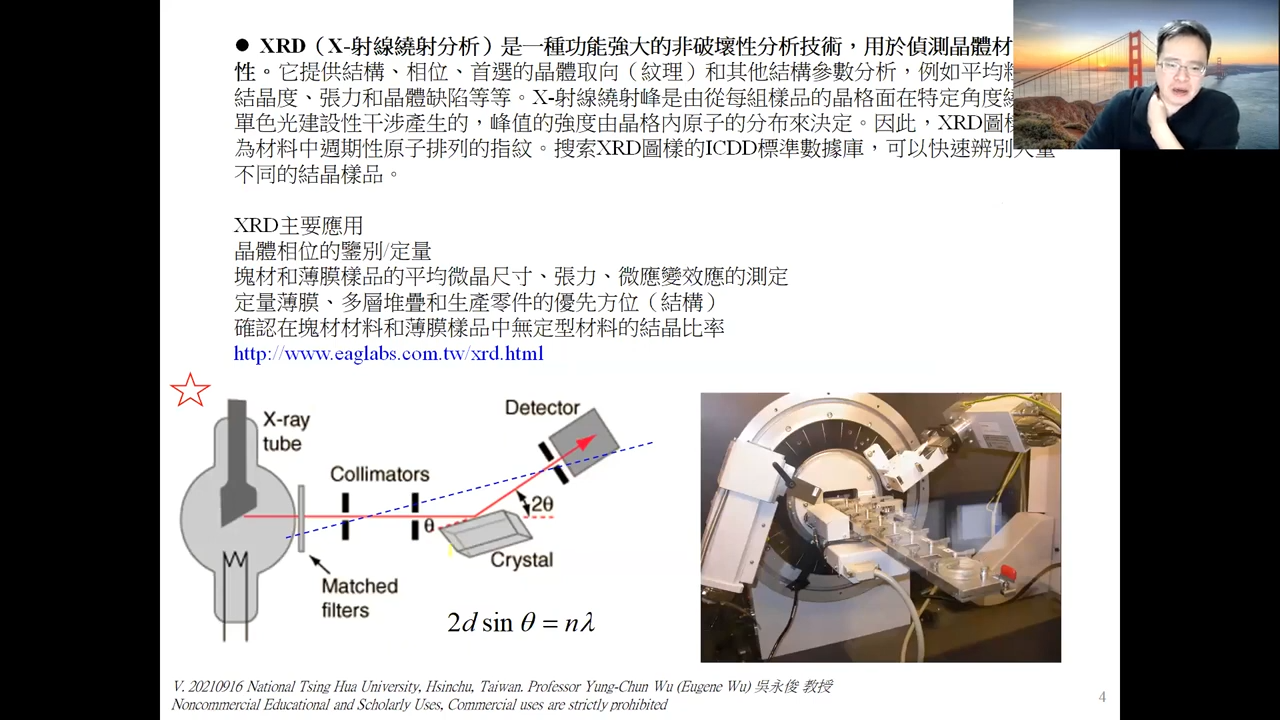 ● XRD（X-射線繞射分析）是一種功能強大的非破壞性分析技術，用於偵測晶體材
性。它提供結構、相位、首選的晶體取向（紋理）和其他結構參數分析，例如平均
結晶度、張力和晶體缺陷等等。X-射線繞射峰是由從每組樣品的晶格面在特定角度
單色光建設性干涉產生的，峰值的強度由晶格內原子的分布來決定。因此，XRD圖
為材料中週期性原子排列的指紋。搜索XRD圖樣的ICDD標準數據庫，可以快速辨別大量
不同的結晶樣品。
XRD主要應用
晶體相位的鑒別/定量
塊材和薄膜樣品的平均微晶尺寸、張力、微應變效應的測定
定量薄膜、多層堆疊和生產零件的優先方位（結構）
確認在塊材材料和薄膜樣品中無定型材料的結晶比率
http://www.eaglabs.com.tw/xrd.html
X-ray
tube
Collimators
Detector
2θ
θ
Crystal
Matched
filters
2d sin θ = nλ
V. 20210916 National Tsing Hua University, Hsinchu, Taiwan. Professor Yung-Chun Wu (Eugene Wu) 吳永俊 教授
Noncommercial Educational and Scholarly Uses, Commercial uses are strictly prohibited
4